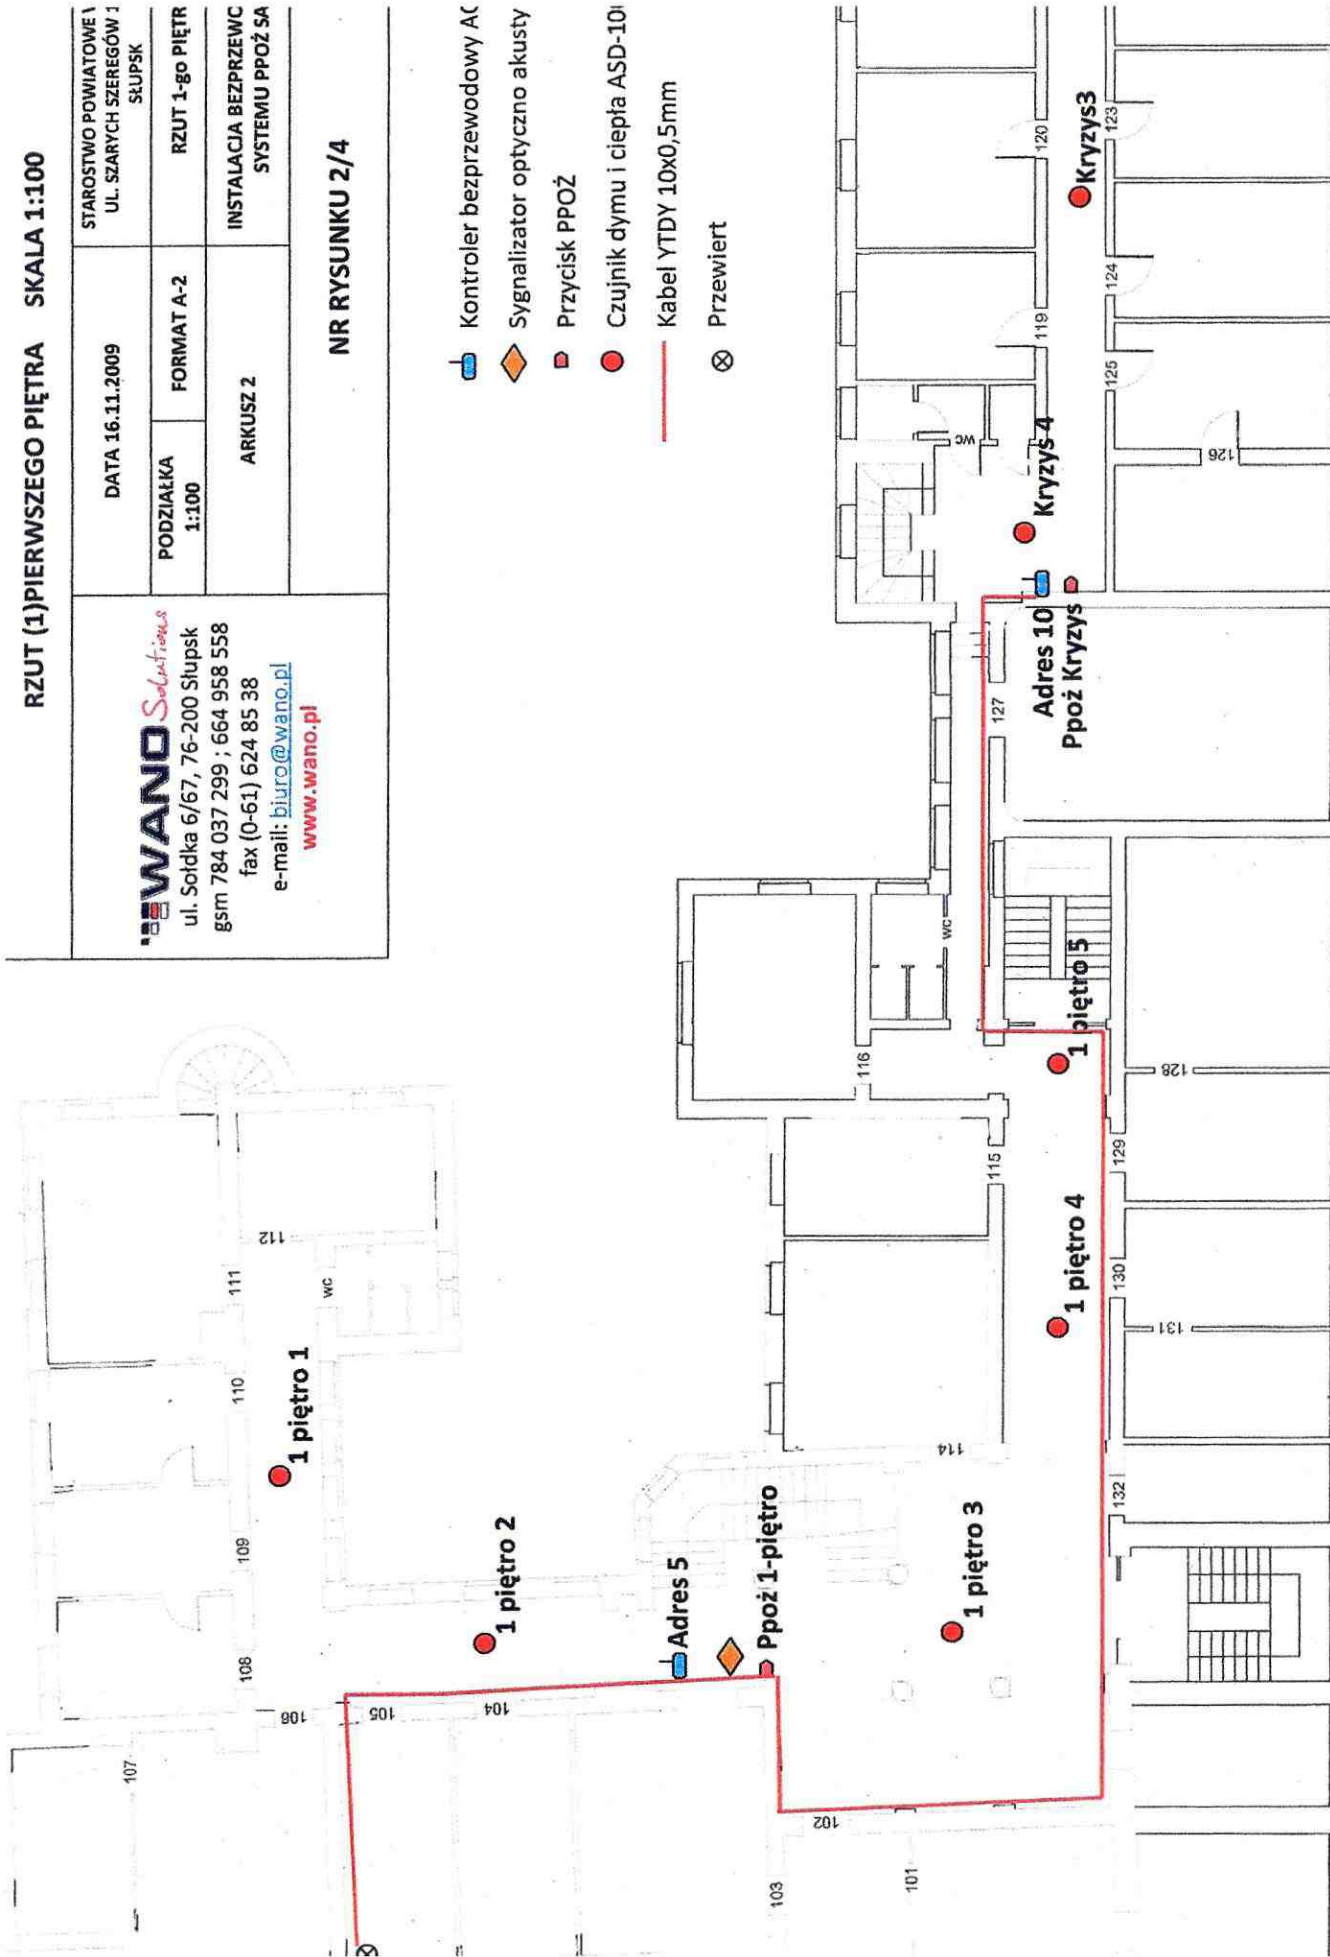 RZUT (1)PIERWSZEGO PIĘTRA SKALA 1:100
WANO Solutions
ul. Sołdka 6/67, 76-200 Słupsk
gsm 784 037 299 ; 664 958 558
fax (0-61) 624 85 38
e-mail: biuro@wano.pl
www.wano.pl
DATA 16.11.2009
STAROSTWO POWIATOWE
UL. SZARYCH SZEREGÓW 1
SŁUPSK
PODZIAŁKA
1:100
FORMAT A-2
RZUT 1-go PIĘTR
ARKUSZ 2
INSTALACJA BEZPRZEWC
SYSTEMU PPOŻ SA
NR RYSUNKU 2/4
Kontroler bezprzewodowy AC
Sygnalizator optyczno akusty
Przycisk PPOŻ
Czujnik dymu i ciepła ASD-10
Kabel YTDY 10x0,5mm
Przewiert
107
106
108
109
110
111
112
wc
1 piętro 1
105
104
1 piętro 2
Adres 5
Ppoż 1-piętro
103
102
101
1 piętro 3
114
115
116
wc
1 piętro 4
1 piętro 5
132
131
130
129
128
127
Adres 10
Ppoż Kryzys
Kryzys 4
wc
126
125
124
123
119
120
Kryzys3